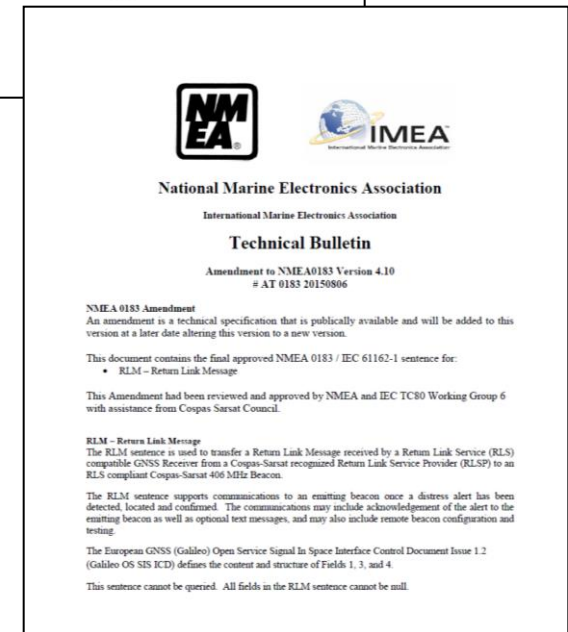 NM
EA®
IMEA
International Marine Electronics Association
National Marine Electronics Association
International Marine Electronics Association
Technical Bulletin
Amendment to NMEA0183 Version 4.10
# AT 0183 20150806
NMEA 0183 Amendment
An amendment is a technical specification that is publically available and will be added to this
version at a later date altering this version to a new version.
This document contains the final approved NMEA 0183 / IEC 61162-1 sentence for:
• RLM – Return Link Message
This Amendment had been reviewed and approved by NMEA and IEC TC80 Working Group 6
with assistance from Cospas Sarsat Council.
RLM – Return Link Message
The RLM sentence is used to transfer a Return Link Message received by a Return Link Service (RLS)
compatible GNSS Receiver from a Cospas-Sarsat recognized Return Link Service Provider (RLSP) to an
RLS compliant Cospas-Sarsat 406 MHz Beacon.
The RLM sentence supports communications to an emitting beacon once a distress alert has been
detected, located and confirmed. The communications may include acknowledgement of the alert to the
emitting beacon as well as optional text messages, and may also include remote beacon configuration and
testing.
The European GNSS (Galileo) Open Service Signal In Space Interface Control Document Issue 1.2
(Galileo OS SIS ICD) defines the content and structure of Fields 1, 3, and 4.
This sentence cannot be queried. All fields in the RLM sentence cannot be null.